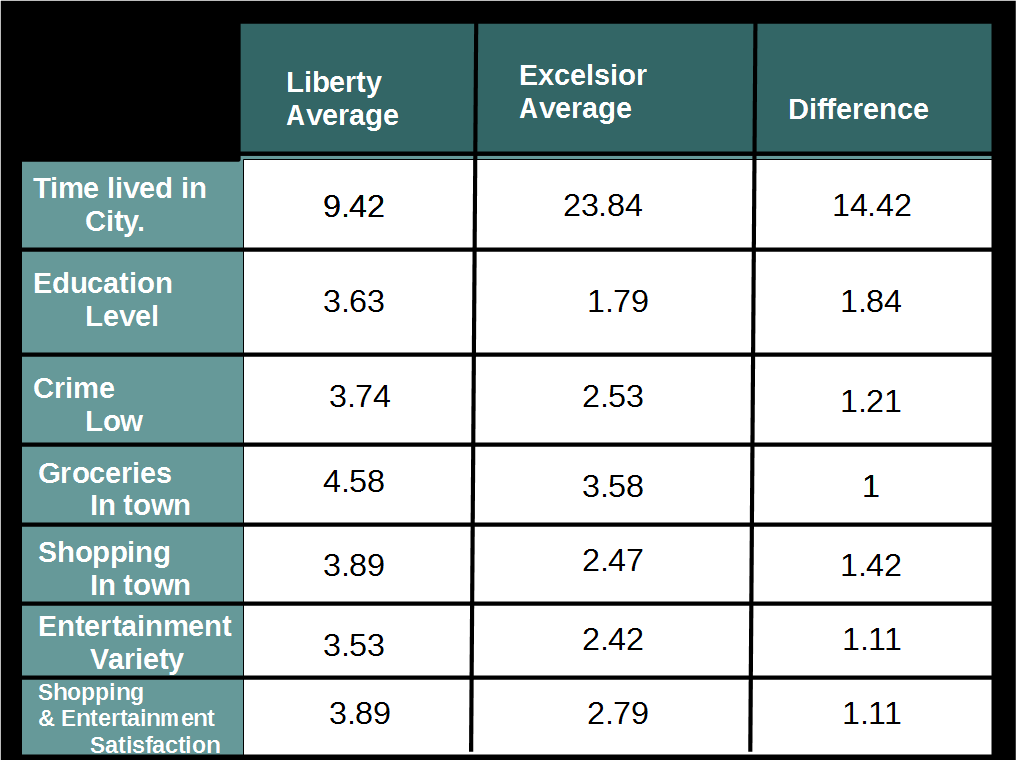 Liberty Average
Excelsior Average
Difference
Time lived in City.
9.42
23.84
14.42
Education Level
3.63
1.79
1.84
Crime Low
3.74
2.53
1.21
Groceries In town
4.58
3.58
1
Shopping In town
3.89
2.47
1.42
Entertainment Variety
3.53
2.42
1.11
Shopping & Entertainment Satisfaction
3.89
2.79
1.11